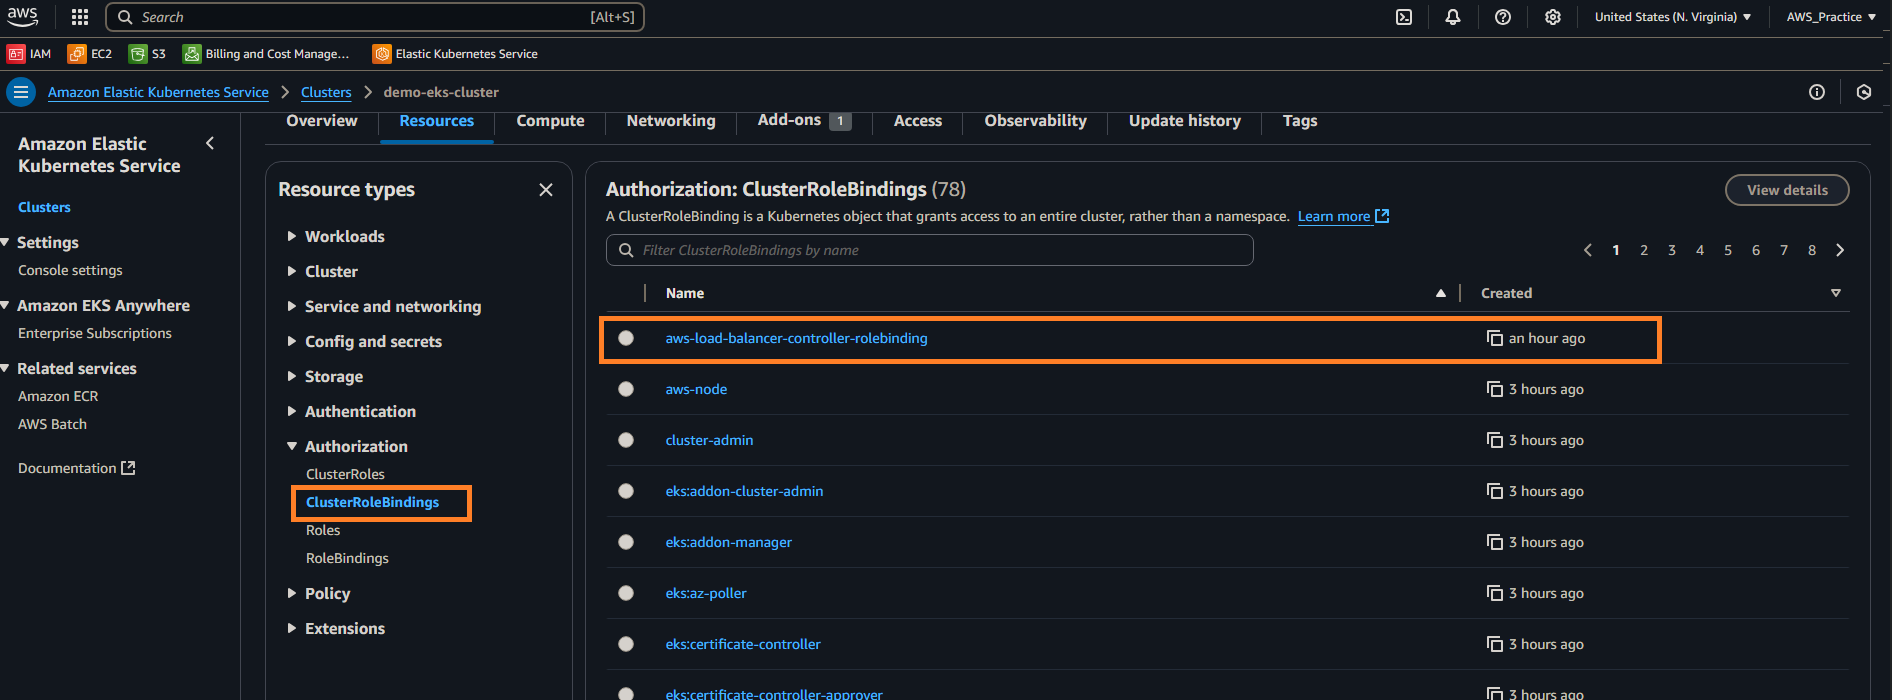 aws
Search [Alt+S]
United States (N. Virginia)
AWS_Practice
IAM
EC2
S3
Billing and Cost Manage...
Elastic Kubernetes Service
Amazon Elastic Kubernetes Service
Clusters
demo-eks-cluster
Amazon Elastic
Kubernetes Service
Clusters
Settings
Console settings
Amazon EKS Anywhere
Enterprise Subscriptions
Related services
Amazon ECR
AWS Batch
Documentation
Overview
Resources
Compute
Networking
Add-ons 1
Access
Observability
Update history
Tags
Resource types
Workloads
Cluster
Service and networking
Config and secrets
Storage
Authentication
Authorization
ClusterRoles
ClusterRoleBindings
Roles
RoleBindings
Policy
Extensions
Authorization: ClusterRoleBindings (78)
View details
A ClusterRoleBinding is a Kubernetes object that grants access to an entire cluster, rather than a namespace. Learn more
Filter ClusterRoleBindings by name
1 2 3 4 5 6 7 8
Name Created
aws-load-balancer-controller-rolebinding an hour ago
aws-node 3 hours ago
cluster-admin 3 hours ago
eks:addon-cluster-admin 3 hours ago
eks:addon-manager 3 hours ago
eks:az-poller 3 hours ago
eks:certificate-controller 3 hours ago
eks:certificate-controller-approver 3 hours ago